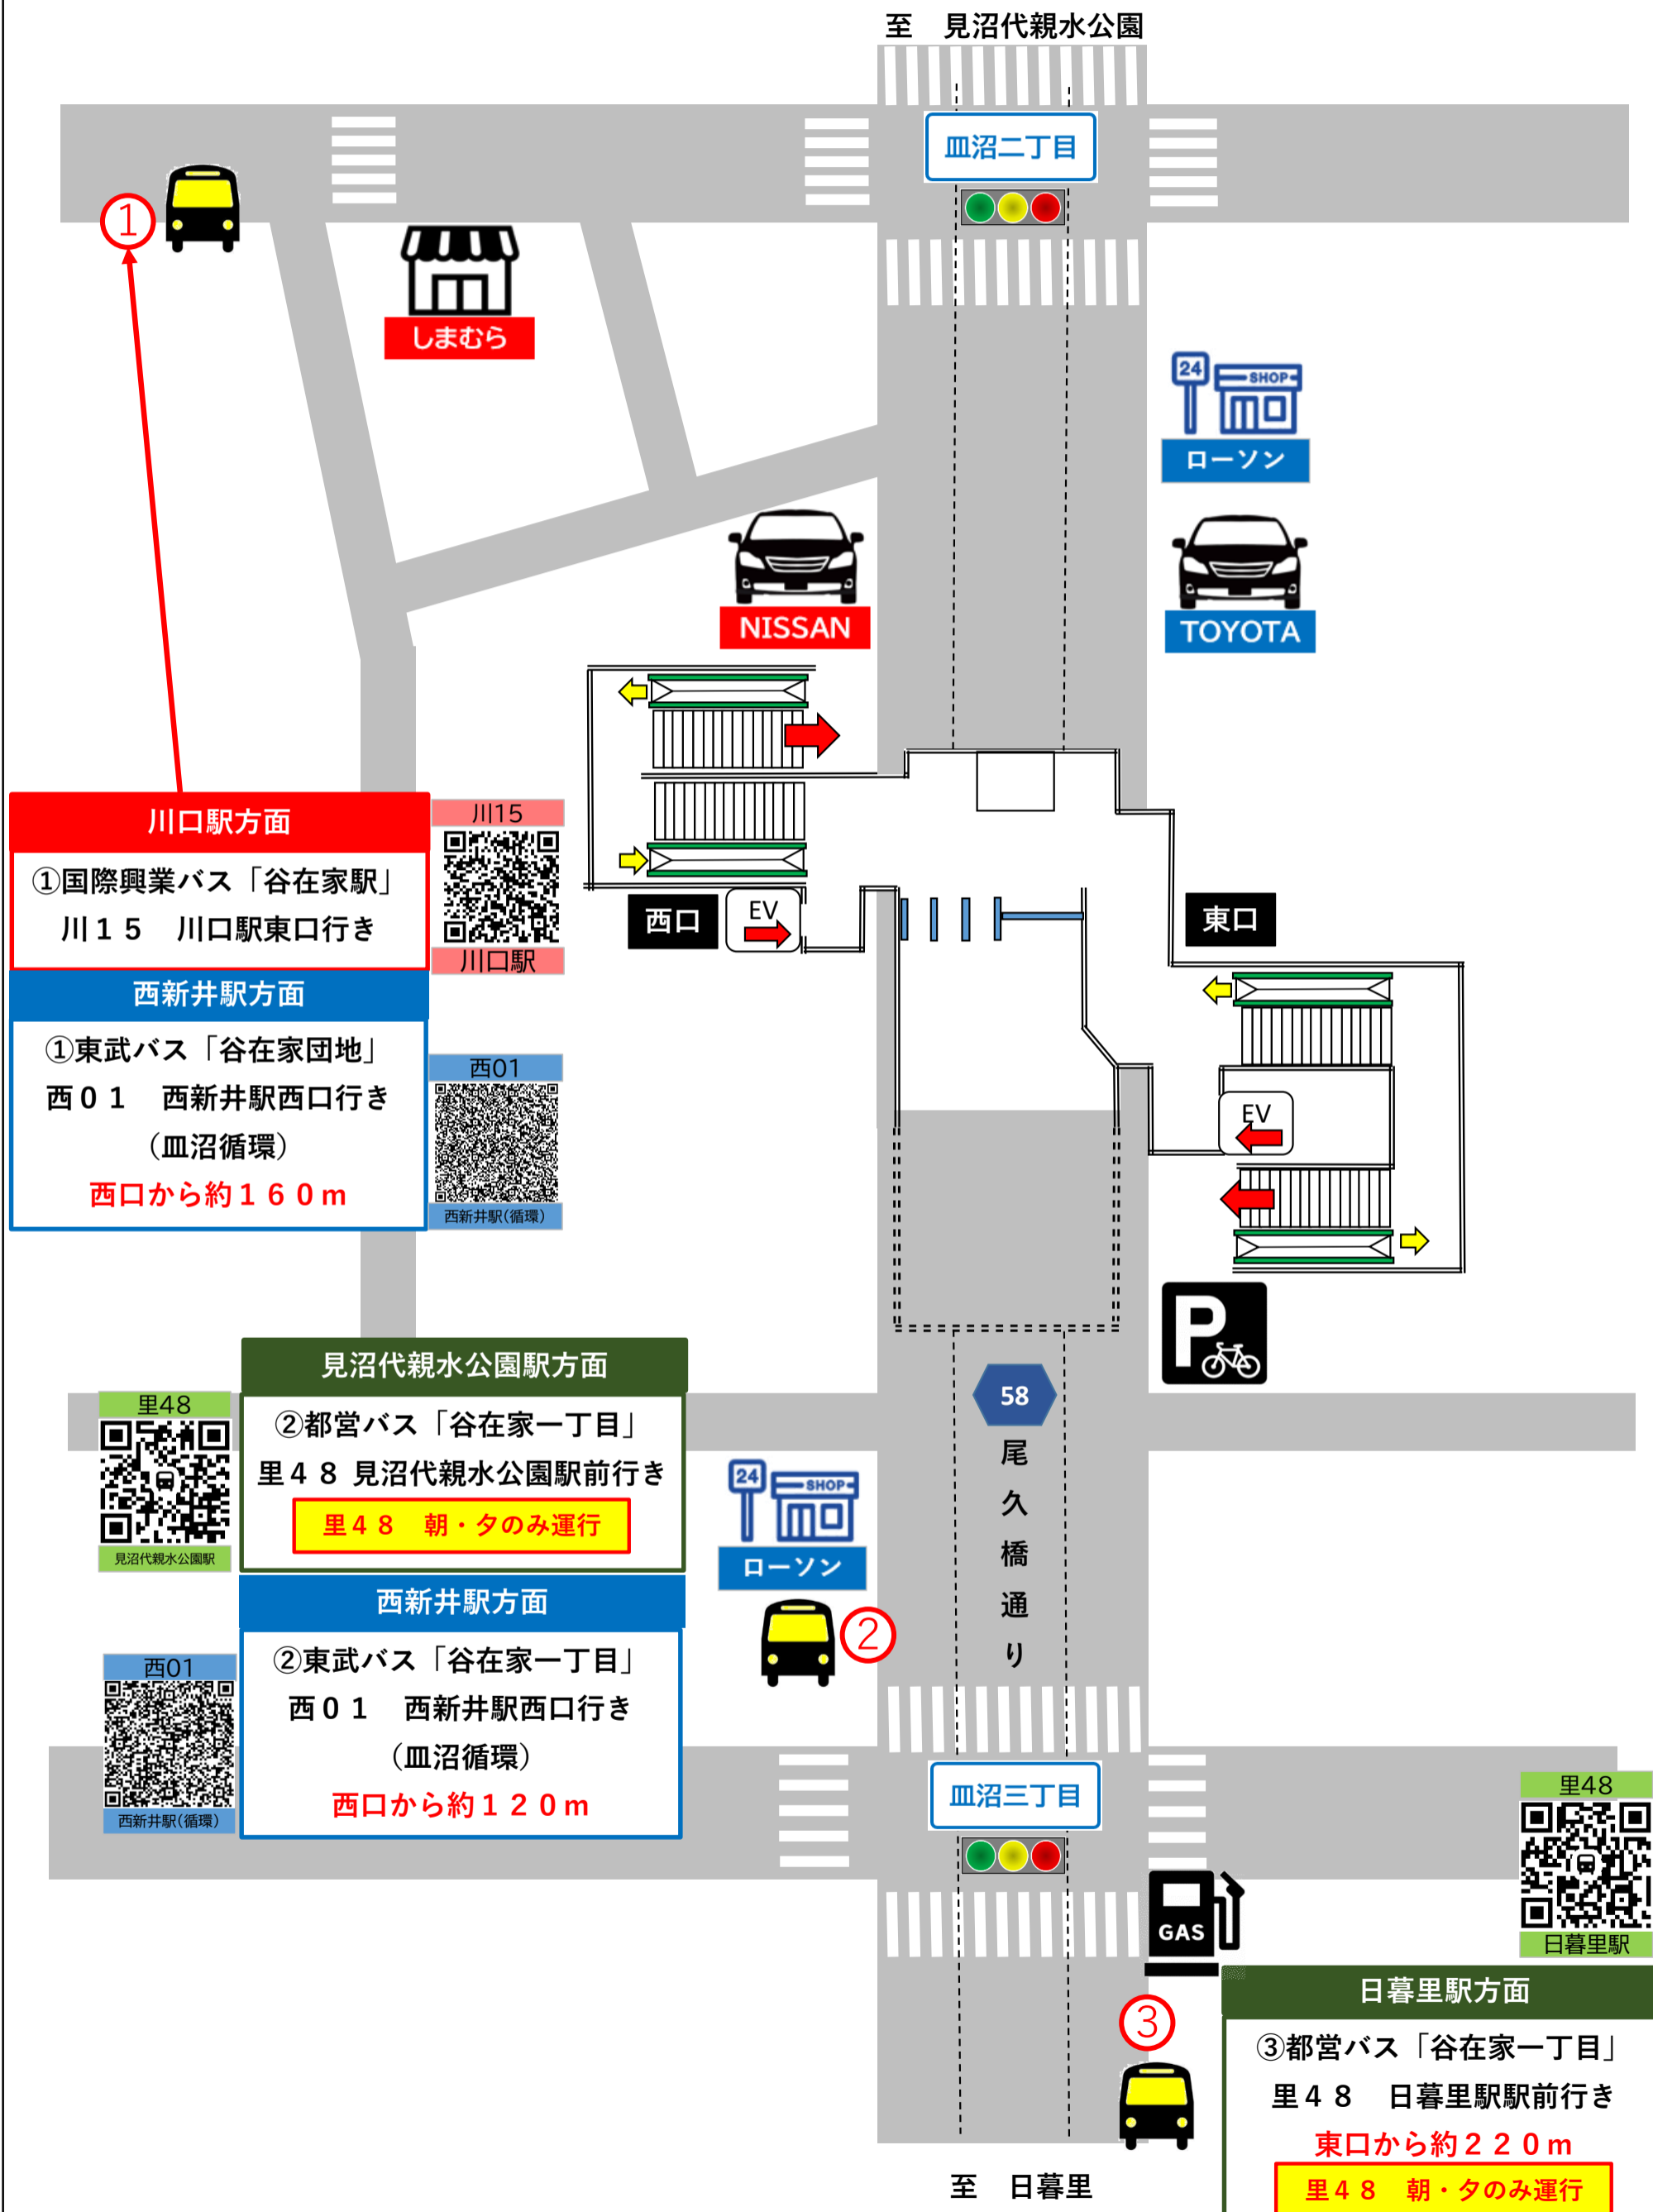 至　見沼代親水公園
皿沼二丁目
①
しまむら
24
SHOP
ローソン
NISSAN
TOYOTA
川口駅方面
①国際興業バス「谷在家駅」
川１５　川口駅東口行き
川15
川口駅
西新井駅方面
①東武バス「谷在家団地」
西０１　西新井駅西口行き
（皿沼循環）
西口から約１６０ｍ
西01
西新井駅(循環)
西口
EV
東口
EV
P
58
尾久橋通り
見沼代親水公園駅方面
②都営バス「谷在家一丁目」
里４８ 見沼代親水公園駅前行き
里４８　朝・夕のみ運行
里48
見沼代親水公園駅
西新井駅方面
②東武バス「谷在家一丁目」
西０１　西新井駅西口行き
（皿沼循環）
西口から約１２０ｍ
西01
西新井駅(循環)
24
SHOP
ローソン
②
皿沼三丁目
GAS
③
里48
日暮里駅
日暮里駅方面
③都営バス「谷在家一丁目」
里４８　日暮里駅駅前行き
東口から約２２０ｍ
里４８　朝・夕のみ運行
至　日暮里